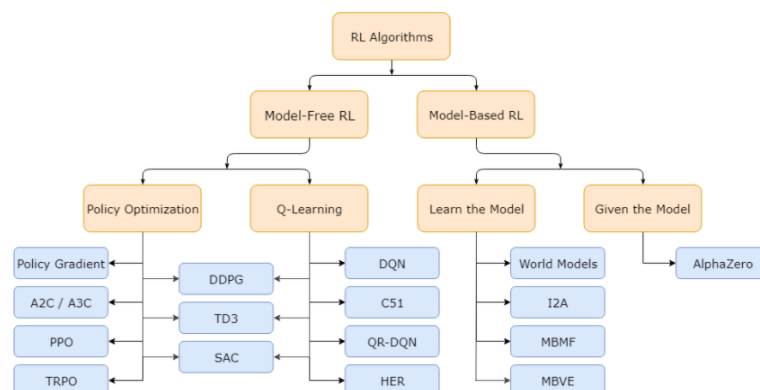 RL Algorithms
Model-Free RL
Model-Based RL
Policy Optimization
Q-Learning
Learn the Model
Given the Model
Policy Gradient
DDPG
DQN
World Models
AlphaZero
A2C / A3C
TD3
C51
I2A
PPO
SAC
QR-DQN
MBMF
TRPO
HER
MBVE